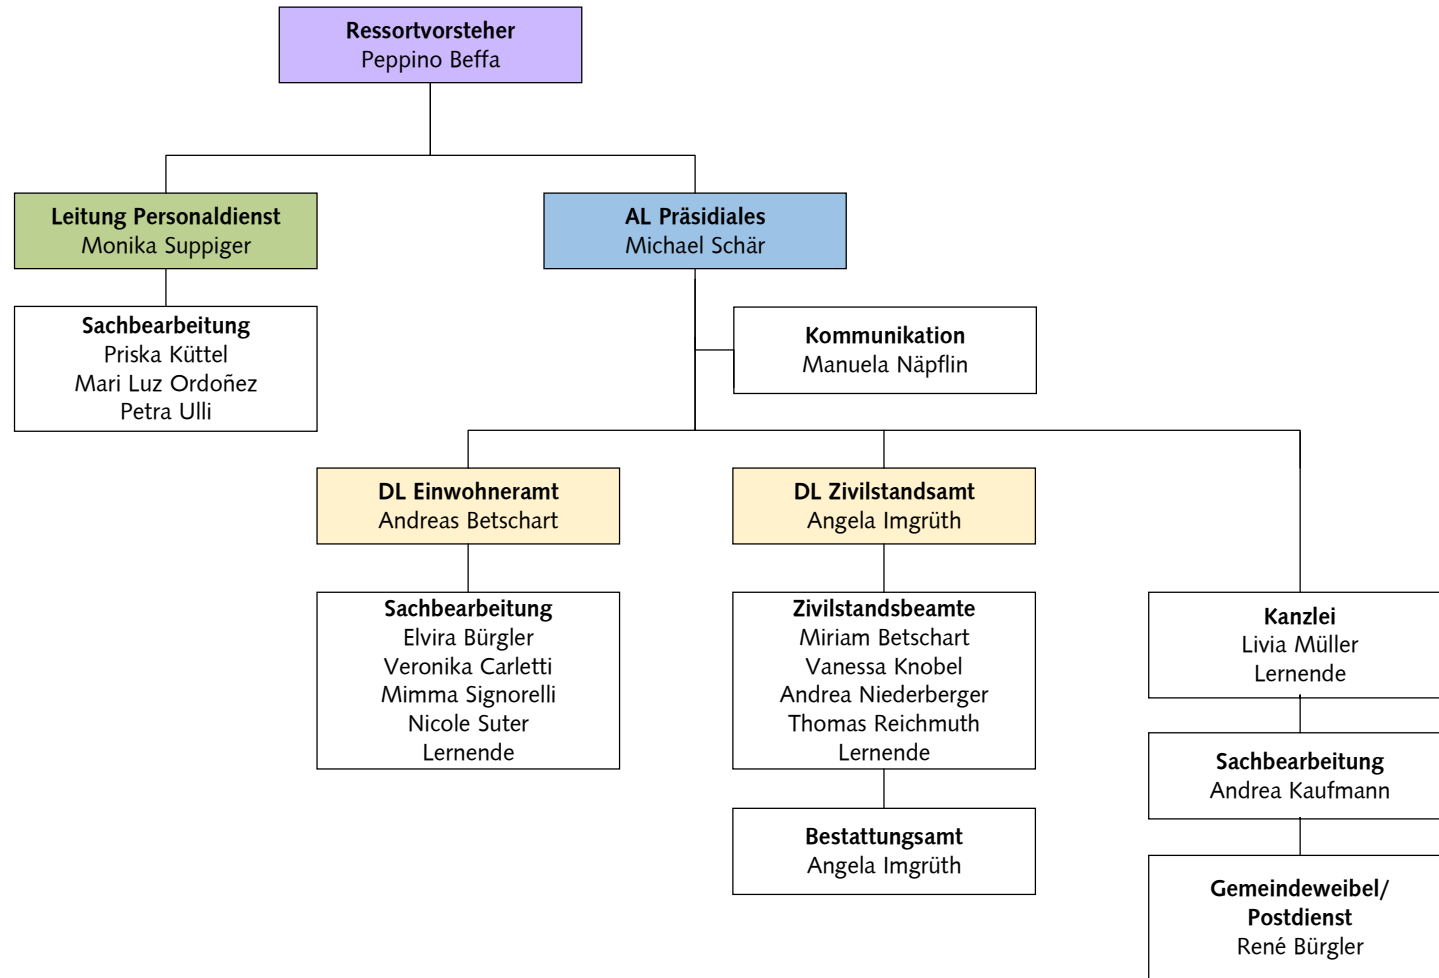 Ressortvorsteher
Peppino Beffa
Leitung Personaldienst
Monika Suppiger
AL Präsidiales
Michael Schär
Sachbearbeitung
Priska Küttel
Mari Luz Ordoñez
Petra Ulli
Kommunikation
Manuela Näpflin
DL Einwohneramt
Andreas Betschart
DL Zivilstandsamt
Angela Imgrüth
Sachbearbeitung
Elvira Bürgler
Veronika Carletti
Mimma Signorelli
Nicole Suter
Lernende
Zivilstandsbeamte
Miriam Betschart
Vanessa Knobel
Andrea Niederberger
Thomas Reichmuth
Lernende
Kanzlei
Livia Müller
Lernende
Sachbearbeitung
Andrea Kaufmann
Bestattungsamt
Angela Imgrüth
Gemeindeweibel/
Postdienst
René Bürgler